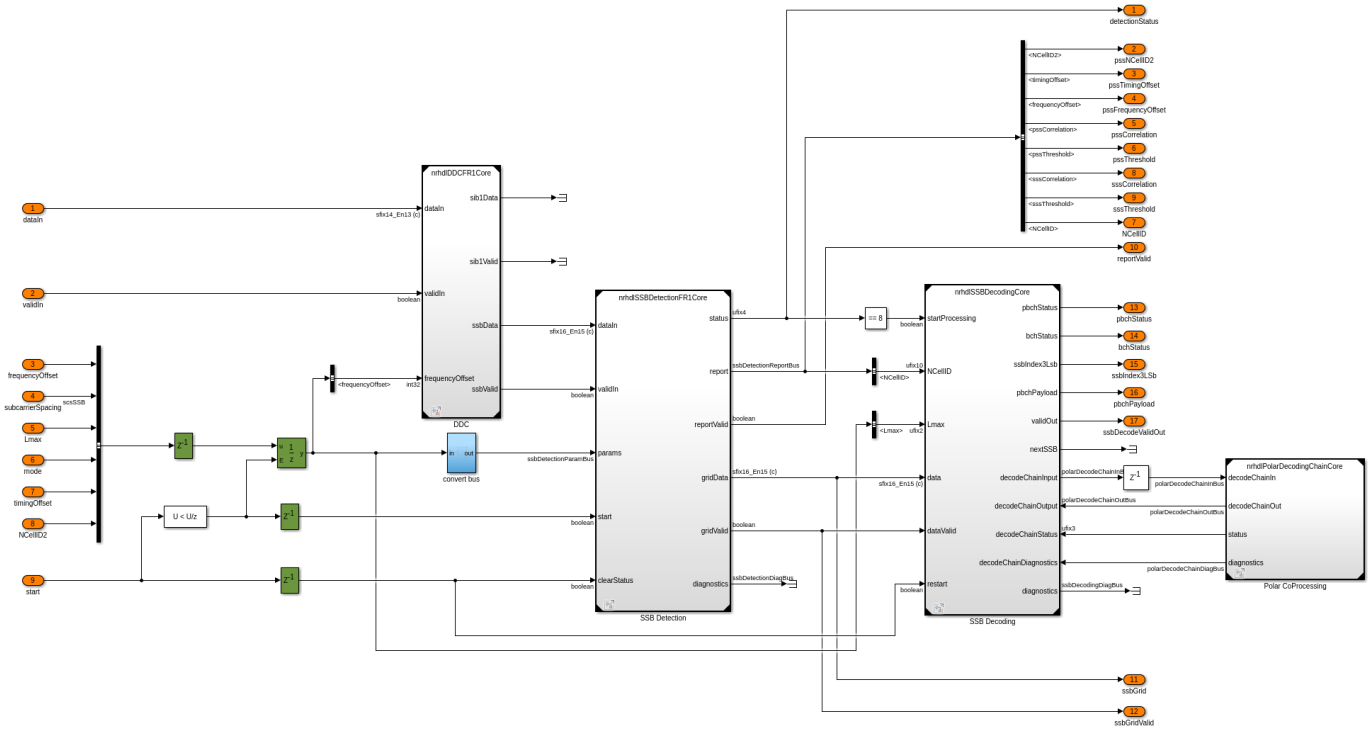 1
dataIn
2
validIn
3
frequencyOffset
4
subcarrierSpacing
scsSSB
5
Lmax
6
mode
7
timingOffset
8
NCellID2
9
start
Z-1
U < U/z
Z-1
Z-1
u
E
1
z
y
<frequencyOffset>
int32
sfix14_En13 (c)
boolean
nrhdlDDCFR1Core
dataIn
validIn
frequencyOffset
sib1Data
sib1Valid
ssbData
ssbValid
DDC
in out
convert bus
sfix16_En15 (c)
boolean
ssbDetectionParamBus
boolean
boolean
nrhdlSSBDetectionFR1Core
dataIn
validIn
params
start
clearStatus
status
report
reportValid
gridData
gridValid
diagnostics
SSB Detection
ufix4
ssbDetectionReportBus
boolean
sfix16_En15 (c)
boolean
ssbDetectionDiagBus
== 8
boolean
ufix10
<NCellID>
<Lmax> ufix2
sfix16_En15 (c)
boolean
nrhdlSSBDecodingCore
startProcessing
NCellID
Lmax
data
dataValid
restart
pbchStatus
bchStatus
ssbIndex3Lsb
pbchPayload
validOut
nextSSB
decodeChainInput
decodeChainOutput
decodeChainStatus
decodeChainDiagnostics
diagnostics
SSB Decoding
polarDecodeChainInB
Z-1
polarDecodeChainInBus
polarDecodeChainOutBus
polarDecodeChainOutBus
ufix3
polarDecodeChainDiagBus
ssbDecodingDiagBus
nrhdlPolarDecodingChainCore
decodeChainIn
decodeChainOut
status
diagnostics
Polar CoProcessing
1
detectionStatus
<NCellID2>
2
pssNCellID2
<timingOffset>
3
pssTimingOffset
<frequencyOffset>
4
pssFrequencyOffset
<pssCorrelation>
5
pssCorrelation
<pssThreshold>
6
pssThreshold
<sssCorrelation>
8
sssCorrelation
<sssThreshold>
9
sssThreshold
<NCellID>
7
NCellID
10
reportValid
13
pbchStatus
14
bchStatus
15
ssbIndex3LSb
16
pbchPayload
17
ssbDecodeValidOut
11
ssbGrid
12
ssbGridValid